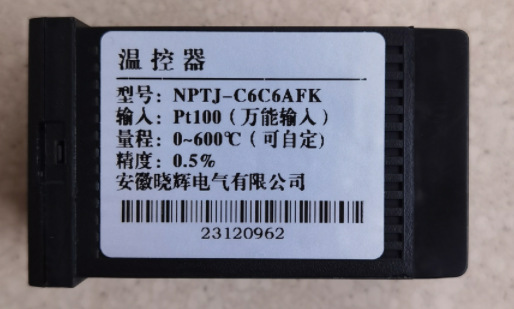 温控器
型号：NPTJ-C6C6AFK
输入：Pt100（万能输入）
量程：0~600℃（可自定）
精度：0.5%
安徽晓辉电气有限公司
23120962